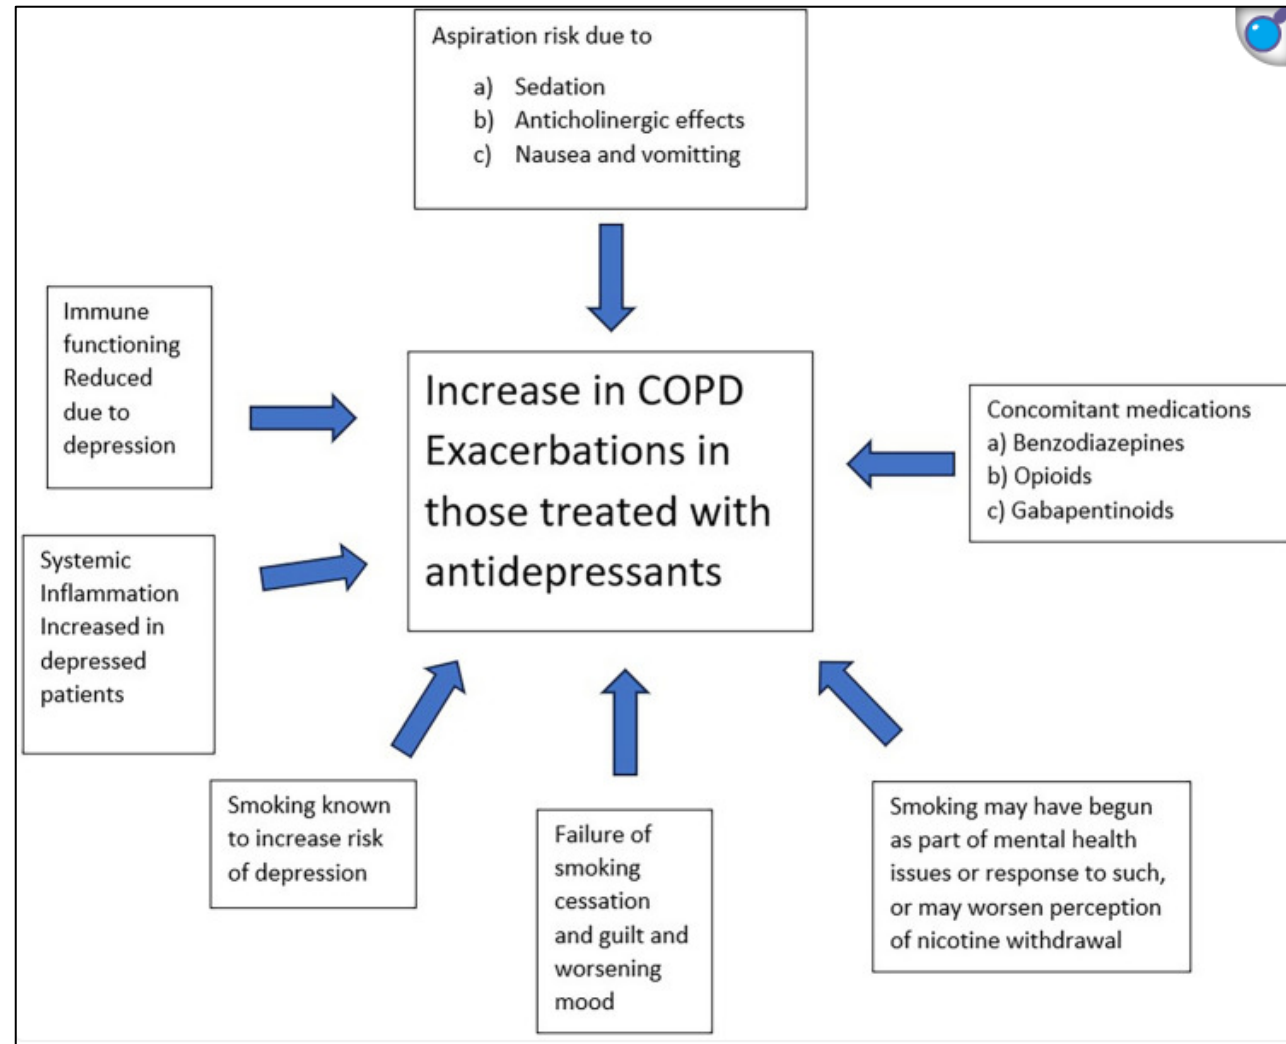 Aspiration risk due to
a) Sedation
b) Anticholinergic effects
c) Nausea and vomitting
Immune
functioning
Reduced
due to
depression
Increase in COPD
Exacerbations in
those treated with
antidepressants
Concomitant medications
a) Benzodiazepines
b) Opioids
c) Gabapentinoids
Systemic
Inflammation
Increased in
depressed
patients
Smoking known
to increase risk
of depression
Failure of
smoking
cessation
and guilt and
worsening
mood
Smoking may have begun
as part of mental health
issues or response to such,
or may worsen perception
of nicotine withdrawal